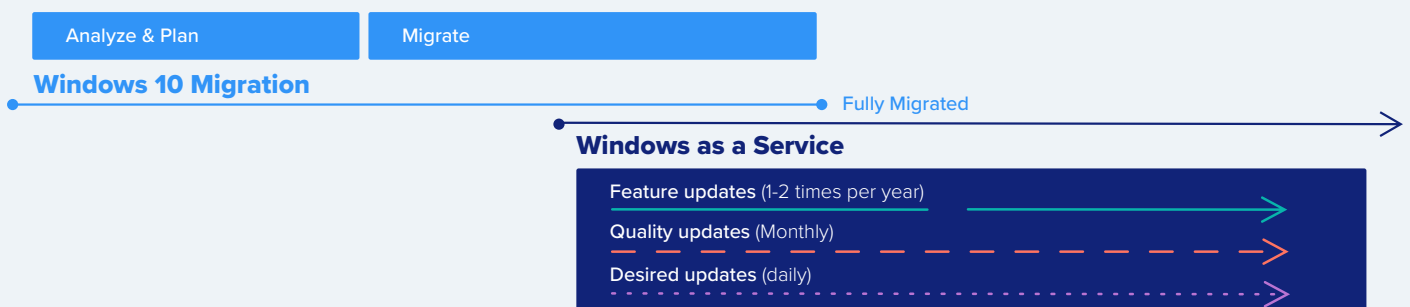 Analyze & Plan
Migrate
Windows 10 Migration
Fully Migrated
Windows as a Service
Feature updates (1-2 times per year)
Quality updates (Monthly)
Desired updates (daily)